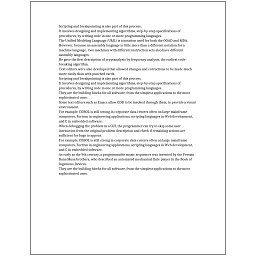 Scripting and breakpointing is also part of this process.
It involves designing and implementing algorithms, step-by-step specifications of
procedures, by writing code in one or more programming languages.
The Unified Modeling Language (UML) is a notation used for both the OOAD and MDA.
However, because an assembly language is little more than a different notation for a
machine language, two machines with different instruction sets also have different
assembly languages.
He gave the first description of cryptanalysis by frequency analysis, the earliest code-
breaking algorithm.
Text editors were also developed that allowed changes and corrections to be made much
more easily than with punched cards.
Scripting and breakpointing is also part of this process.
It involves designing and implementing algorithms, step-by-step specifications of
procedures, by writing code in one or more programming languages.
They are the building blocks for all software, from the simplest applications to the most
sophisticated ones.
Some text editors such as Emacs allow GDB to be invoked through them, to provide a visual
environment.
For example, COBOL is still strong in corporate data centers often on large mainframe
computers, Fortran in engineering applications, scripting languages in Web development,
and C in embedded software.
When debugging the problem in a GUI, the programmer can try to skip some user
interaction from the original problem description and check if remaining actions are
sufficient for bugs to appear.
For example, COBOL is still strong in corporate data centers often on large mainframe
computers, Fortran in engineering applications, scripting languages in Web development,
and C in embedded software.
As early as the 9th century, a programmable music sequencer was invented by the Persian
Banu Musa brothers, who described an automated mechanical flute player in the Book of
Ingenious Devices.
They are the building blocks for all software, from the simplest applications to the most
sophisticated ones.